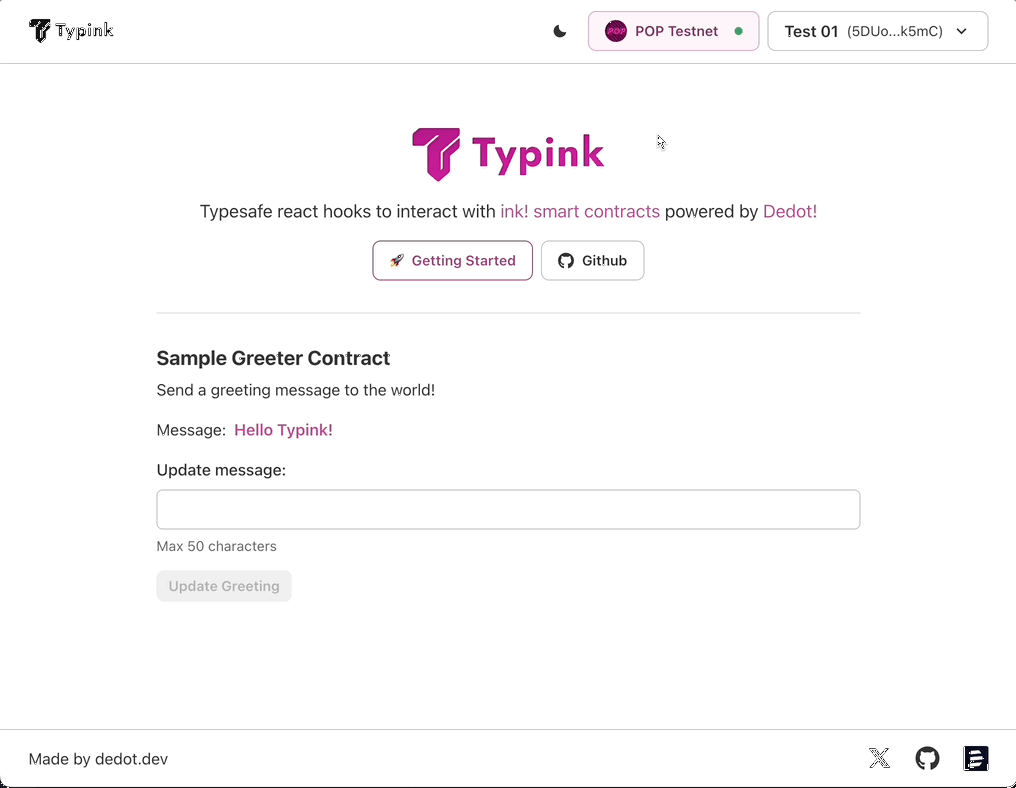 Typink
POP
POP Testnet
Test 01 (5DUo...k5mC)
Typink
Typesafe react hooks to interact with ink! smart contracts powered by Dedot!
🚀 Getting Started
Github
Sample Greeter Contract
Send a greeting message to the world!
Message: Hello Typink!
Update message:
Max 50 characters
Update Greeting
Made by dedot.dev